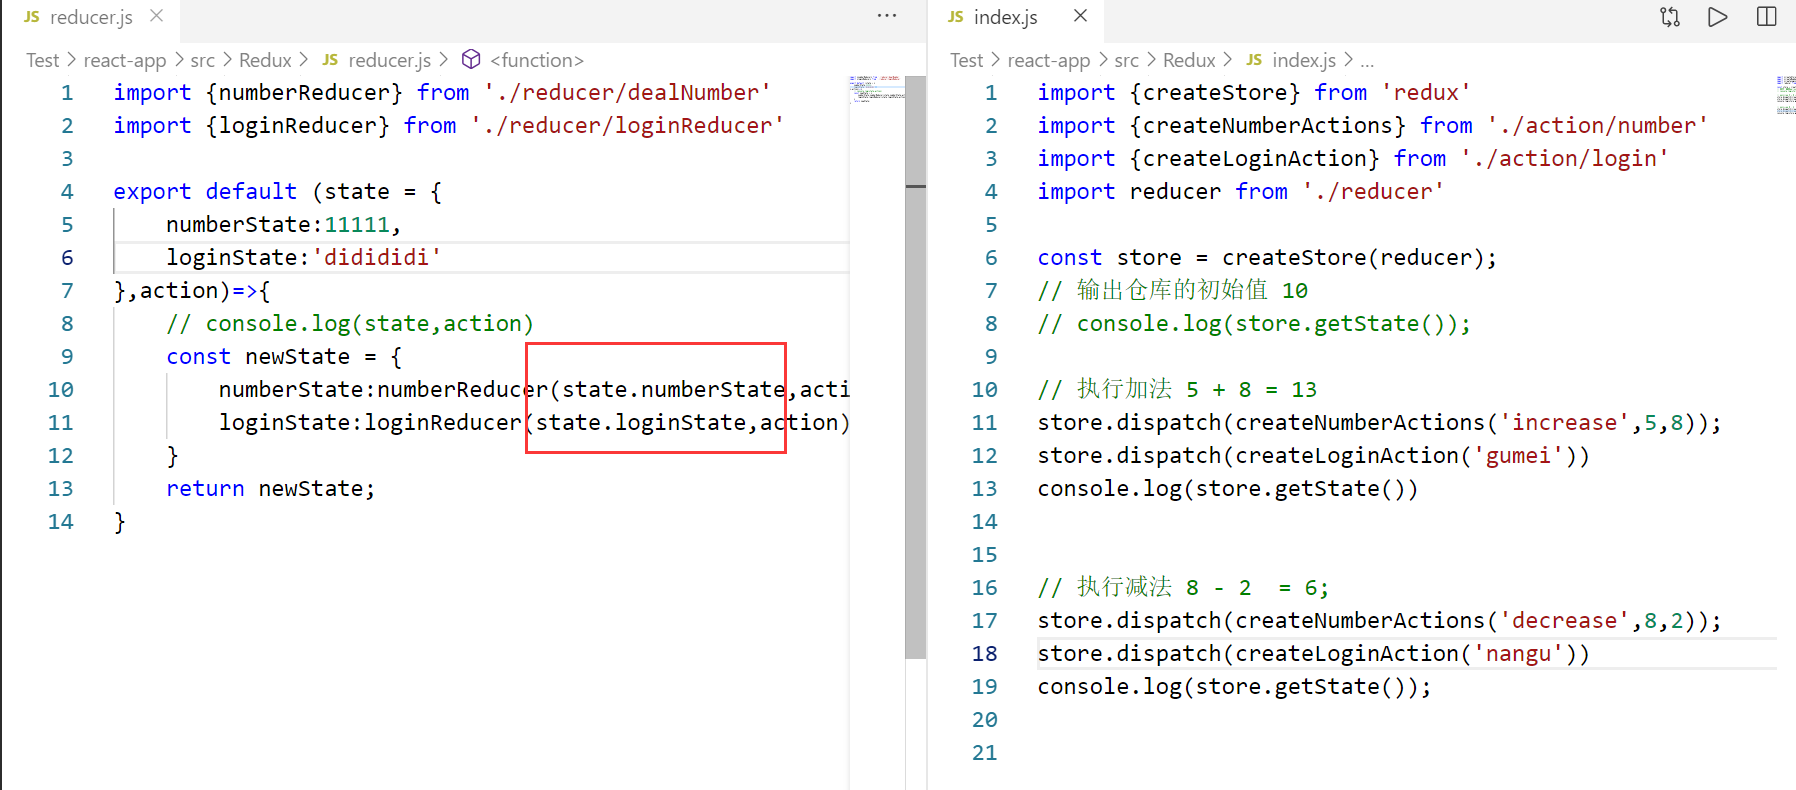 JS reducer.js × ···
Test > react-app > src > Redux > JS reducer.js > <function>
1 import {numberReducer} from './reducer/dealNumber'
2 import {loginReducer} from './reducer/loginReducer'
3
4 export default (state = {
5 numberState:11111,
6 loginState:'didididi'
7 },action)=>{
8 // console.log(state,action)
9 const newState = {
10 numberState:numberReducer(state.numberState,acti
11 loginState:loginReducer(state.loginState,action)
12 }
13 return newState;
14 }
JS index.js ×
Test > react-app > src > Redux > JS index.js > ...
1 import {createStore} from 'redux'
2 import {createNumberActions} from './action/number'
3 import {createLoginAction} from './action/login'
4 import reducer from './reducer'
5
6 const store = createStore(reducer);
7 // 输出仓库的初始值 10
8 // console.log(store.getState());
9
10 // 执行加法 5 + 8 = 13
11 store.dispatch(createNumberActions('increase',5,8));
12 store.dispatch(createLoginAction('gumei'))
13 console.log(store.getState())
14
15
16 // 执行减法 8 - 2  = 6;
17 store.dispatch(createNumberActions('decrease',8,2));
18 store.dispatch(createLoginAction('nangu'))
19 console.log(store.getState());
20
21